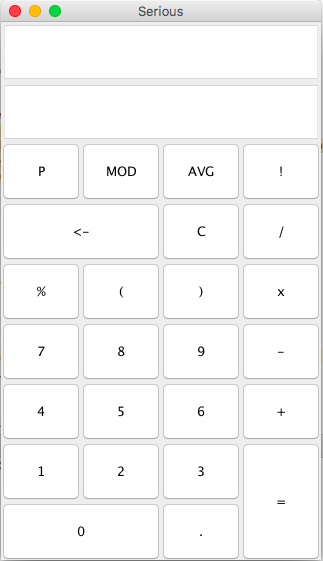 Serious
P MOD AVG !
<- C /
% ( ) x
7 8 9 -
4 5 6 +
1 2 3 =
0 .